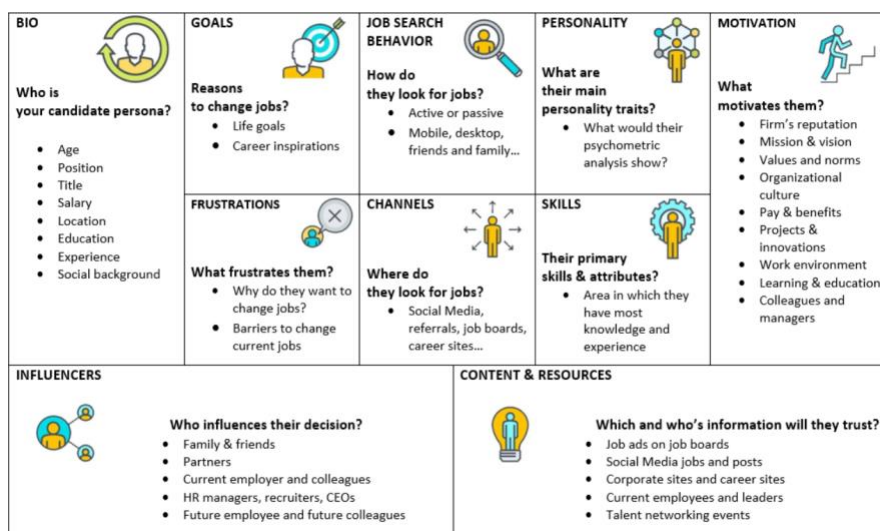 BIO
Who is
your candidate persona?
• Age
• Position
• Title
• Salary
• Location
• Education
• Experience
• Social background
GOALS
Reasons
to change jobs?
• Life goals
• Career inspirations
JOB SEARCH
BEHAVIOR
How do
they look for jobs?
• Active or passive
• Mobile, desktop,
friends and family...
PERSONALITY
What are
their main
personality traits?
• What would their
psychometric
analysis show?
MOTIVATION
What
motivates them?
• Firm's reputation
• Mission & vision
• Values and norms
• Organizational
culture
• Pay & benefits
• Projects &
innovations
• Work environment
• Learning & education
• Colleagues and
managers
FRUSTRATIONS
What frustrates them?
• Why do they want to
change jobs?
• Barriers to change
current jobs
CHANNELS
Where do
they look for jobs?
• Social Media,
referrals, job boards,
career sites...
SKILLS
Their primary
skills & attributes?
• Area in which they
have most
knowledge and
experience
INFLUENCERS
Who influences their decision?
• Family & friends
• Partners
• Current employer and colleagues
• HR managers, recruiters, CEOs
• Future employee and future colleagues
CONTENT & RESOURCES
Which and who's information will they trust?
• Job ads on job boards
• Social Media jobs and posts
• Corporate sites and career sites
• Current employees and leaders
• Talent networking events